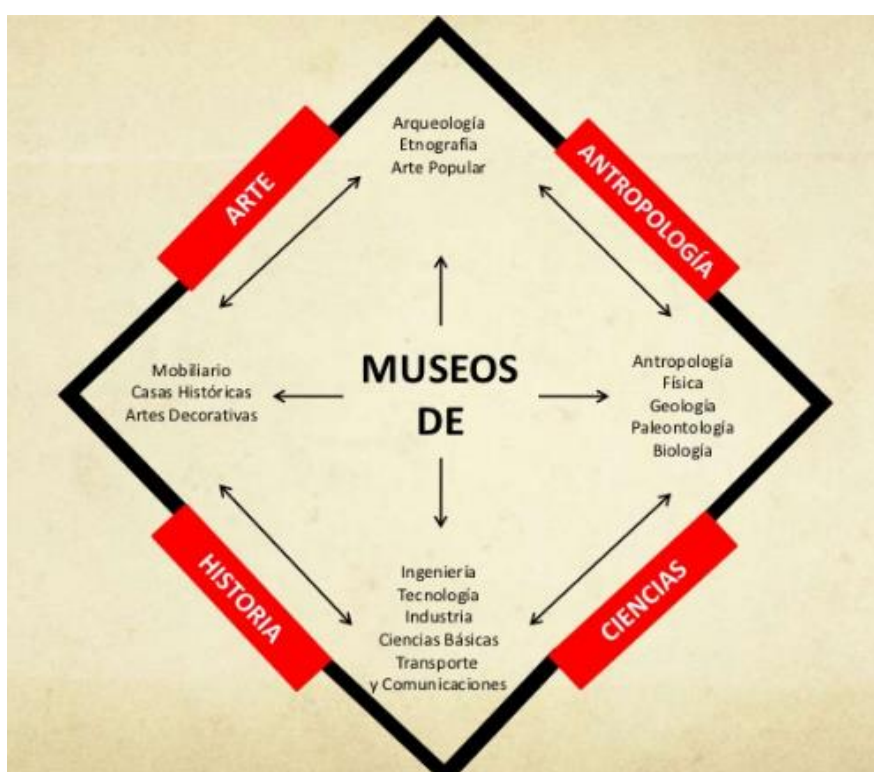 Arqueología
Etnografía
Arte Popular
ARTE
ANTROPOLOGÍA
MUSEOS
DE
Mobiliario
Casas Históricas
Artes Decorativas
Antropología
Física
Geología
Paleontología
Biología
HISTORIA
CIENCIAS
Ingeniería
Tecnología
Industria
Ciencias Básicas
Transporte
y Comunicaciones